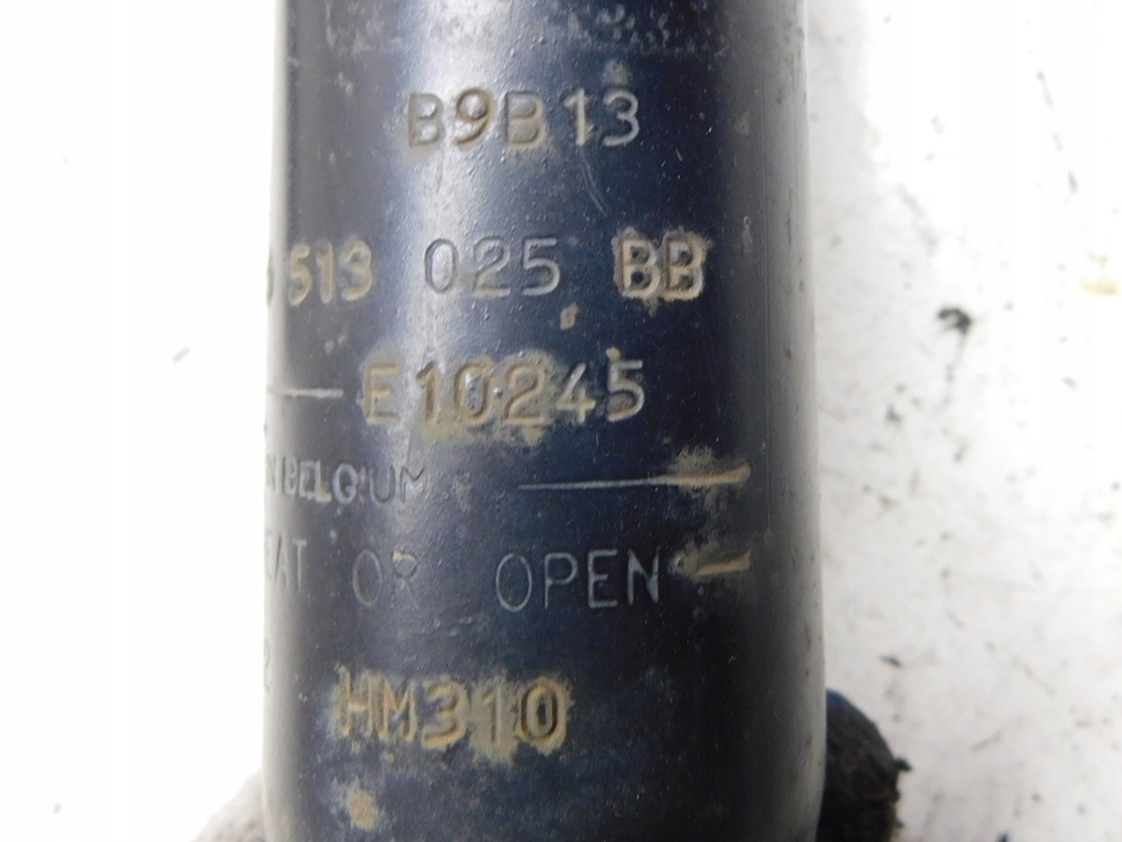 B9B13
513 025 BB
E10245
BELGIUM
OR OPEN
HM310